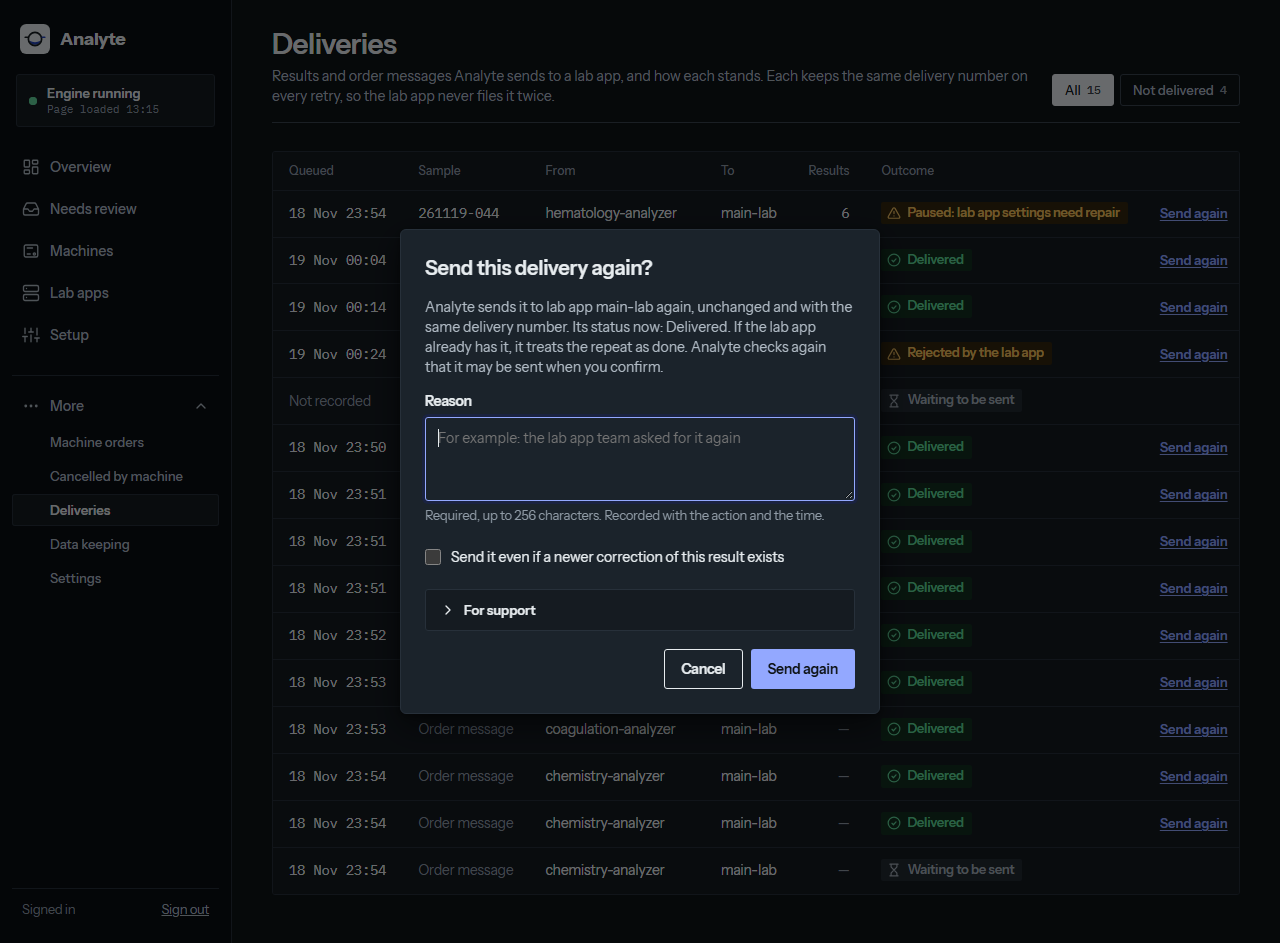 Analyte
Engine running
Page loaded 13:15
Overview
Needs review
Machines
Lab apps
Setup
More
Machine orders
Cancelled by machine
Deliveries
Data keeping
Settings
Signed in
Sign out
Deliveries
Results and order messages Analyte sends to a lab app, and how each stands. Each keeps the same delivery number on
every retry, so the lab app never files it twice.
All 15
Not delivered 4
Queued Sample From To Results Outcome
18 Nov 23:54 261119-044 hematology-analyzer main-lab 6 Paused: lab app settings need repair Send again
19 Nov 00:04 Delivered Send again
19 Nov 00:14 Delivered Send again
19 Nov 00:24 Rejected by the lab app Send again
Not recorded Waiting to be sent
18 Nov 23:50 Delivered Send again
18 Nov 23:51 Delivered Send again
18 Nov 23:51 Delivered Send again
18 Nov 23:51 Delivered Send again
18 Nov 23:52 Delivered Send again
18 Nov 23:53 Delivered Send again
18 Nov 23:53 Order message coagulation-analyzer main-lab — Delivered Send again
18 Nov 23:54 Order message chemistry-analyzer main-lab — Delivered Send again
18 Nov 23:54 Order message chemistry-analyzer main-lab — Delivered Send again
18 Nov 23:54 Order message chemistry-analyzer main-lab — Waiting to be sent
Send this delivery again?
Analyte sends it to lab app main-lab again, unchanged and with the
same delivery number. Its status now: Delivered. If the lab app
already has it, it treats the repeat as done. Analyte checks again
that it may be sent when you confirm.
Reason
For example: the lab app team asked for it again
Required, up to 256 characters. Recorded with the action and the time.
Send it even if a newer correction of this result exists
For support
Cancel
Send again